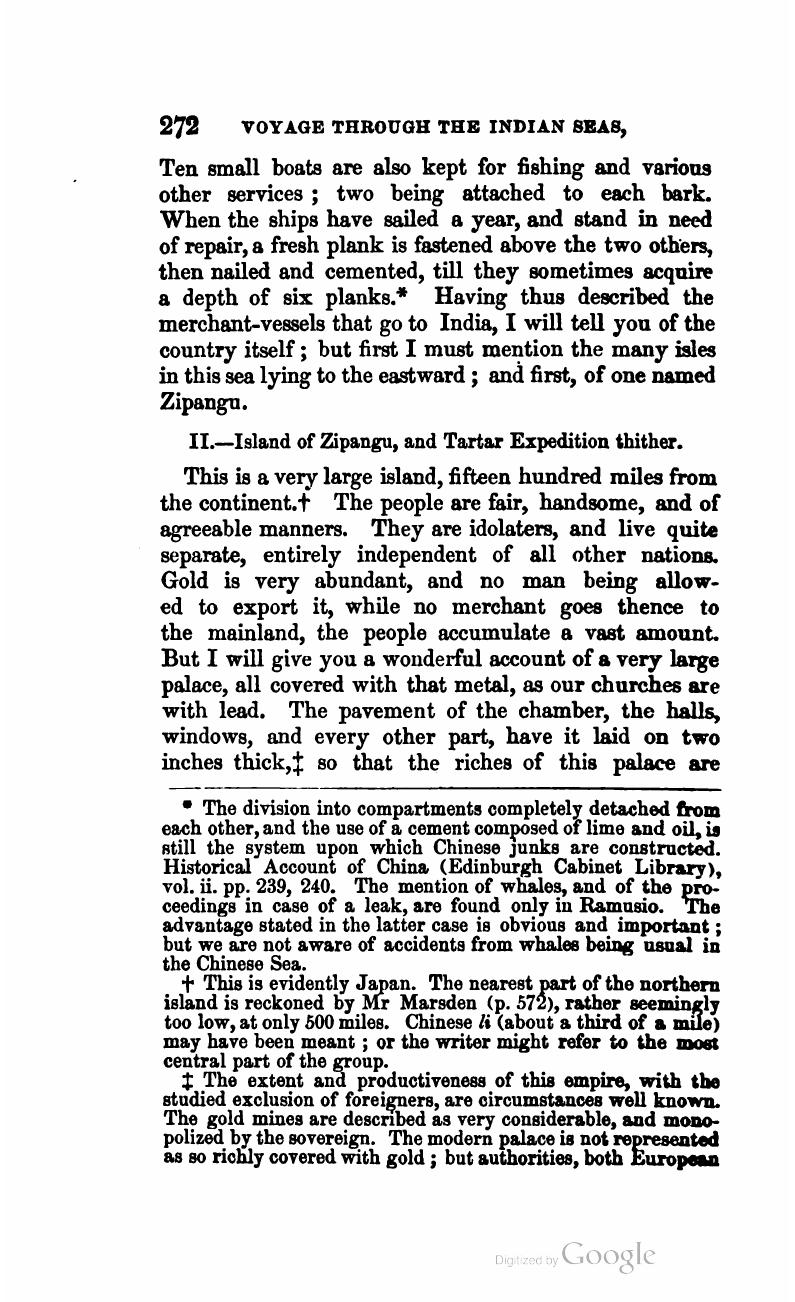 272 VOYAGE THROUGH THE INDIAN SEAS,
Ten small boats are also kept for fishing and various
other services ; two being attached to each bark.
When the ships have sailed a year, and stand in need
of repair, a fresh plank is fastened above the two others,
then nailed and cemented, till they sometimes acquire
a depth of six planks.* Having thus described the
merchant-vessels that go to India, I will tell you of the
country itself ; but first I must mention the many isles
in this sea lying to the eastward ; and first, of one named
Zipangu.
II.—Island of Zipangu, and Tartar Expedition thither.
This is a very large island, fifteen hundred miles from
the continent.† The people are fair, handsome, and of
agreeable manners. They are idolaters, and live quite
separate, entirely independent of all other nations.
Gold is very abundant, and no man being allow-
ed to export it, while no merchant goes thence to
the mainland, the people accumulate a vast amount.
But I will give you a wonderful account of a very large
palace, all covered with that metal, as our churches are
with lead. The pavement of the chamber, the halls,
windows, and every other part, have it laid on two
inches thick,‡ so that the riches of this palace are
* The division into compartments completely detached from
each other, and the use of a cement composed of lime and oil, is
still the system upon which Chinese junks are constructed.
Historical Account of China (Edinburgh Cabinet Library),
vol. ii. pp. 239, 240. The mention of whales, and of the pro-
ceedings in case of a leak, are found only in Ramusio. The
advantage stated in the latter case is obvious and important ;
but we are not aware of accidents from whales being usual in
the Chinese Sea.
† This is evidently Japan. The nearest part of the northern
island is reckoned by Mr Marsden (p. 572), rather seemingly
too low, at only 500 miles. Chinese li (about a third of a mile)
may have been meant ; or the writer might refer to the most
central part of the group.
‡ The extent and productiveness of this empire, with the
studied exclusion of foreigners, are circumstances well known.
The gold mines are described as very considerable, and mono-
polized by the sovereign. The modern palace is not represented
as so richly covered with gold ; but authorities, both European
Digitized by Google